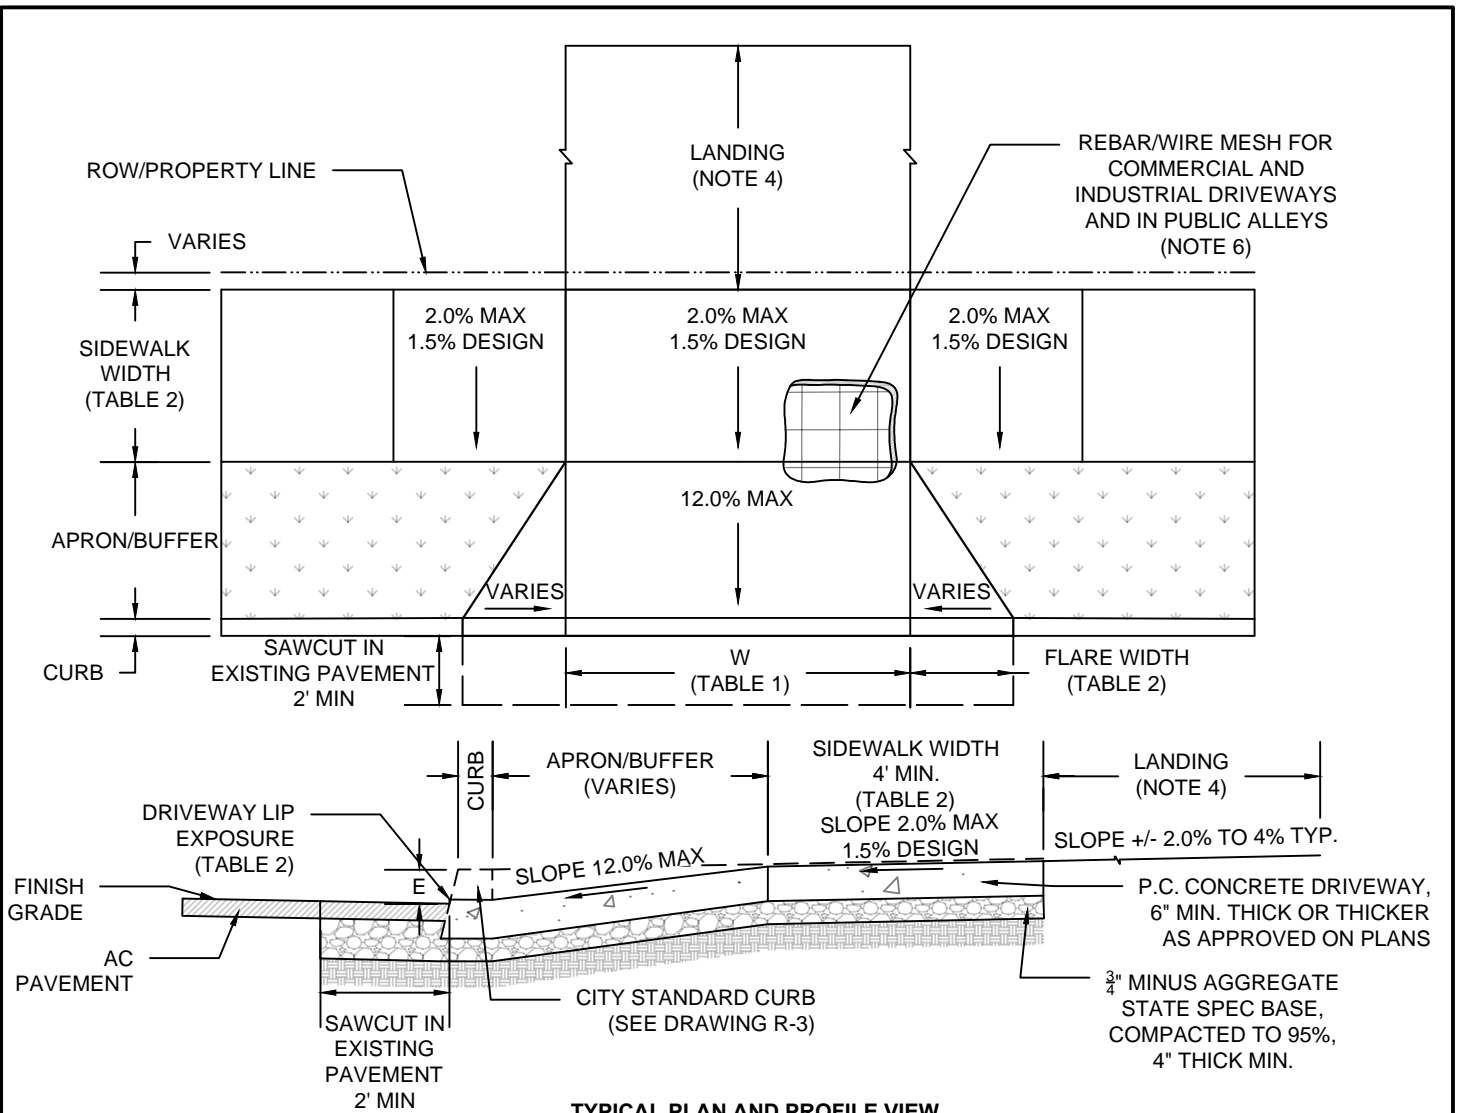 LANDING
(NOTE 4)
REBAR/WIRE MESH FOR
COMMERCIAL AND
INDUSTRIAL DRIVEWAYS
AND IN PUBLIC ALLEYS
(NOTE 6)
ROW/PROPERTY LINE
VARIES
2.0% MAX
1.5% DESIGN
2.0% MAX
1.5% DESIGN
2.0% MAX
1.5% DESIGN
SIDEWALK
WIDTH
(TABLE 2)
12.0% MAX
APRON/BUFFER
VARIES
VARIES
CURB
SAWCUT IN
EXISTING PAVEMENT
2' MIN
W
(TABLE 1)
FLARE WIDTH
(TABLE 2)
CURB
APRON/BUFFER
(VARIES)
SIDEWALK WIDTH
4' MIN.
(TABLE 2)
SLOPE 2.0% MAX
1.5% DESIGN
LANDING
(NOTE 4)
DRIVEWAY LIP
EXPOSURE
(TABLE 2)
E
SLOPE 12.0% MAX
SLOPE +/- 2.0% TO 4% TYP.
FINISH
GRADE
AC
PAVEMENT
P.C. CONCRETE DRIVEWAY,
6" MIN. THICK OR THICKER
AS APPROVED ON PLANS
CITY STANDARD CURB
(SEE DRAWING R-3)
3/4" MINUS AGGREGATE
STATE SPEC BASE,
COMPACTED TO 95%,
4" THICK MIN.
SAWCUT IN
EXISTING
PAVEMENT
2' MIN
TYPICAL PLAN AND PROFILE VIEW